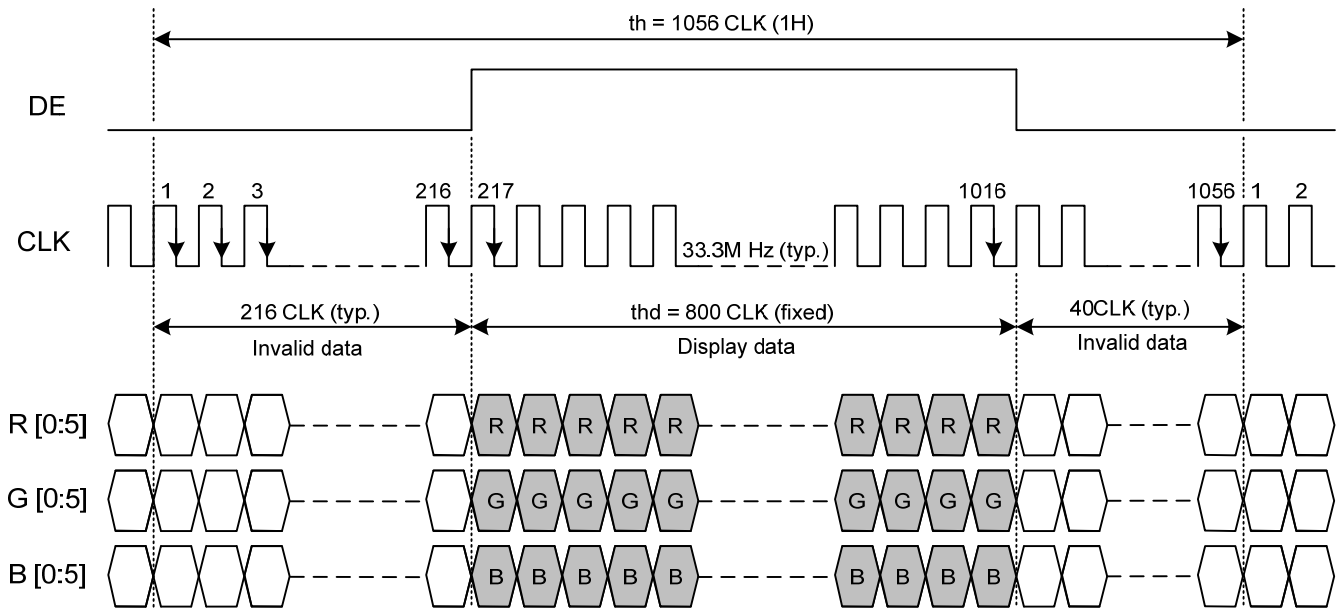 th = 1056 CLK (1H)
DE
1 2 3 216 217 1016 1056 1 2
CLK
33.3M Hz (typ.)
216 CLK (typ.) thd = 800 CLK (fixed) 40CLK (typ.)
Invalid data Display data Invalid data
R [0:5] R R R R R R R R R
G [0:5] G G G G G G G G G
B [0:5] B B B B B B B B B